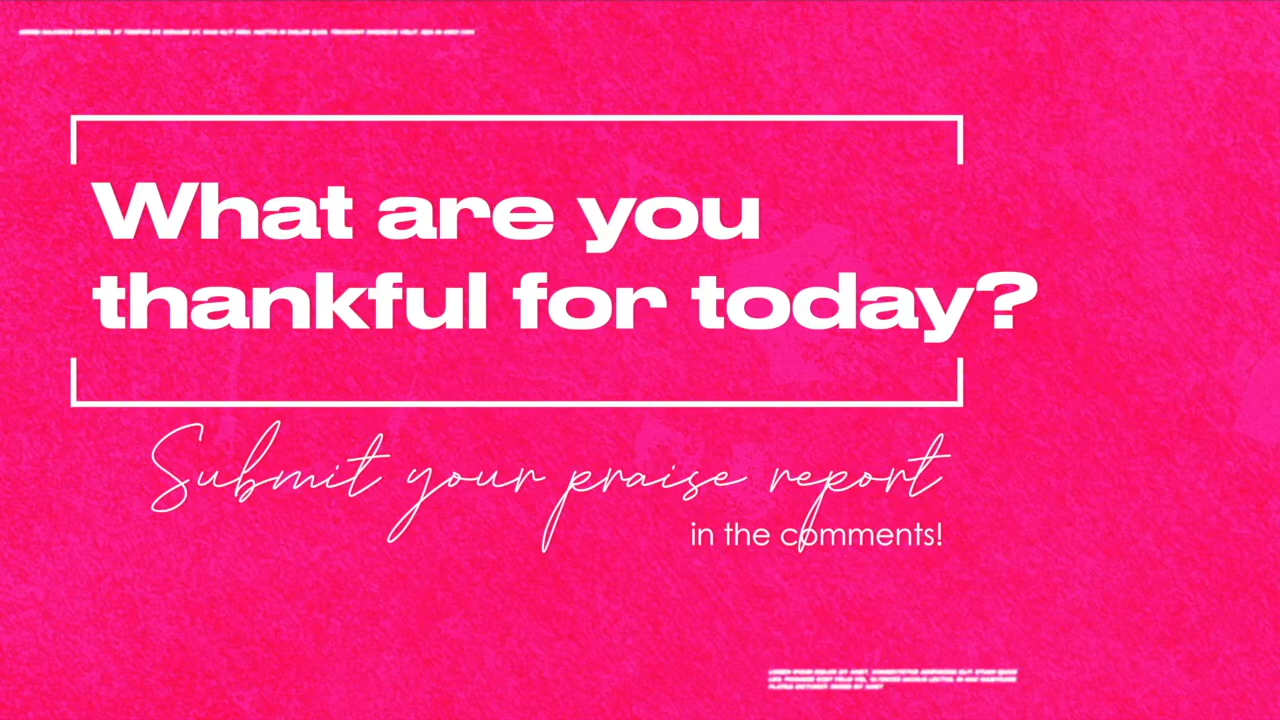 What are you
thankful for today?
Submit your praise report
in the comments!